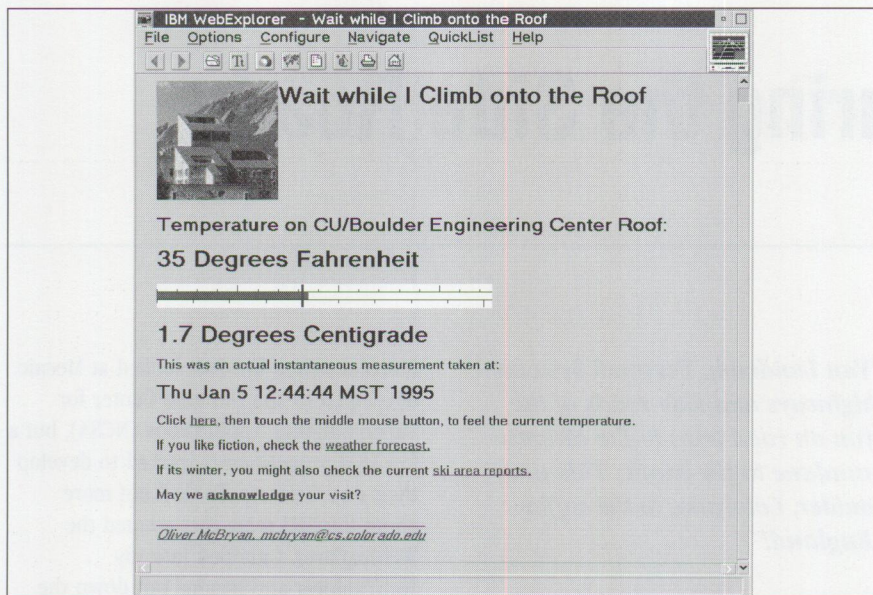 IBM WebExplorer - Wait while I Climb onto the Roof
File Options Configure Navigate QuickList Help
Wait while I Climb onto the Roof
Temperature on CU/Boulder Engineering Center Roof:
35 Degrees Fahrenheit
1.7 Degrees Centigrade
This was an actual instantaneous measurement taken at:
Thu Jan 5 12:44:44 MST 1995
Click here, then touch the middle mouse button, to feel the current temperature.
If you like fiction, check the weather forecast.
If its winter, you might also check the current ski area reports.
May we acknowledge your visit?
Oliver McBryan, mcbryan@cs.colorado.edu